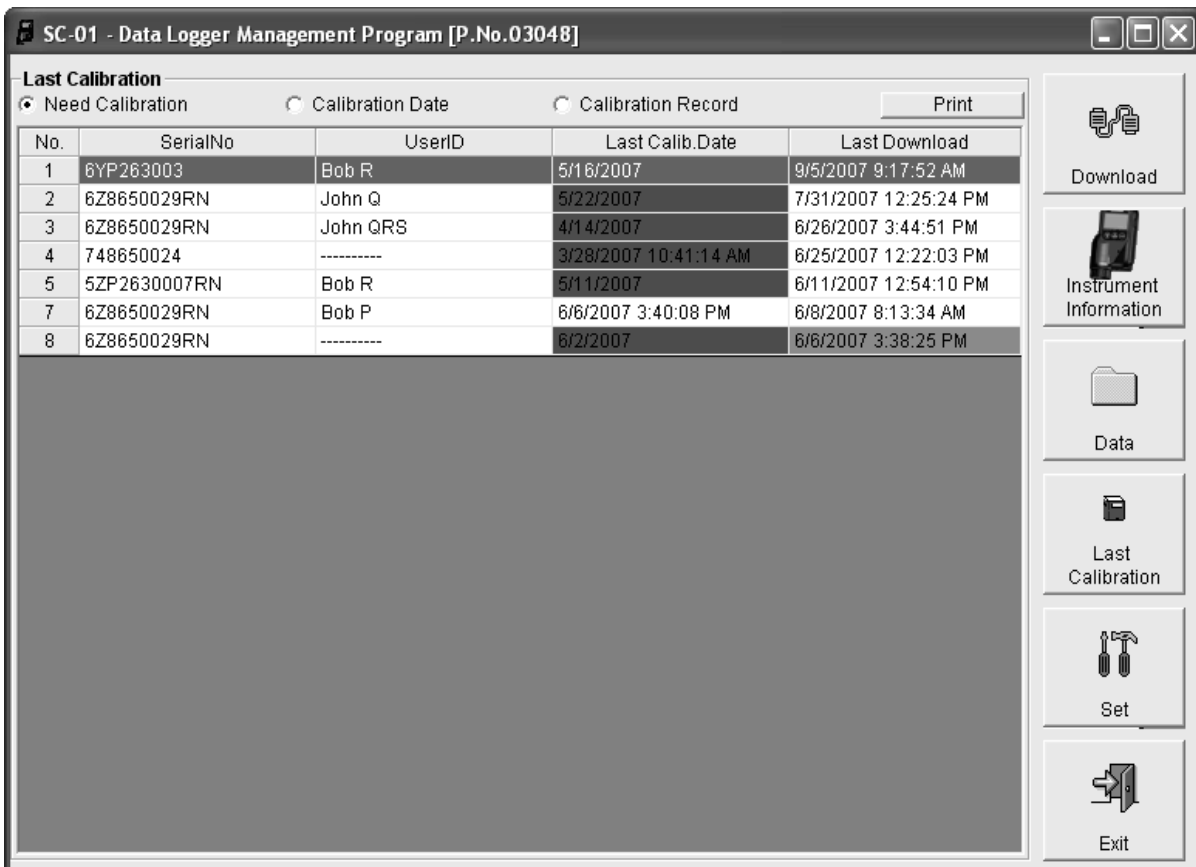 SC-01 - Data Logger Management Program [P.No.03048]
Last Calibration
Need Calibration Calibration Date Calibration Record Print
No. SerialNo UserID Last Calib.Date Last Download
1 6YP263003 Bob R 5/16/2007 9/5/2007 9:17:52 AM
2 6Z8650029RN John Q 5/22/2007 7/31/2007 12:25:24 PM
3 6Z8650029RN John QRS 4/14/2007 6/26/2007 3:44:51 PM
4 748650024 ---------- 3/28/2007 10:41:14 AM 6/25/2007 12:22:03 PM
5 5ZP2630007RN Bob R 5/11/2007 6/11/2007 12:54:10 PM
7 6Z8650029RN Bob P 6/6/2007 3:40:08 PM 6/8/2007 8:13:34 AM
8 6Z8650029RN ---------- 6/2/2007 6/6/2007 3:38:25 PM
Download
Instrument
Information
Data
Last
Calibration
Set
Exit